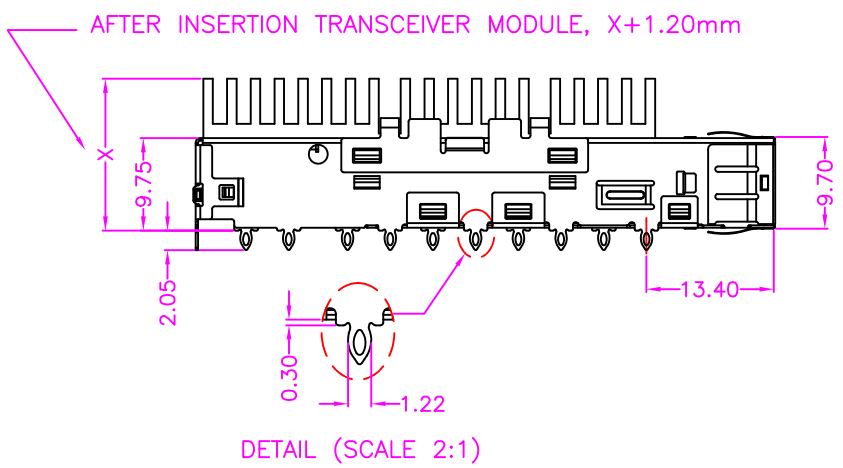 AFTER INSERTION TRANSCEIVER MODULE, X+1.20mm
X
9.75
9.70
2.05
13.40
0.30
1.22
DETAIL (SCALE 2:1)